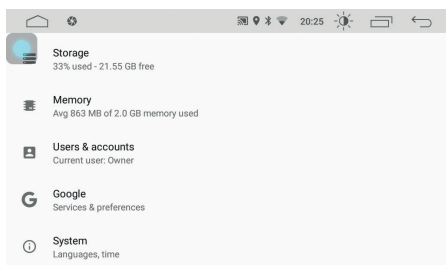 20:25
Storage
33% used - 21.55 GB free
Memory
Avg 863 MB of 2.0 GB memory used
Users & accounts
Current user: Owner
Google
Services & preferences
System
Languages, time